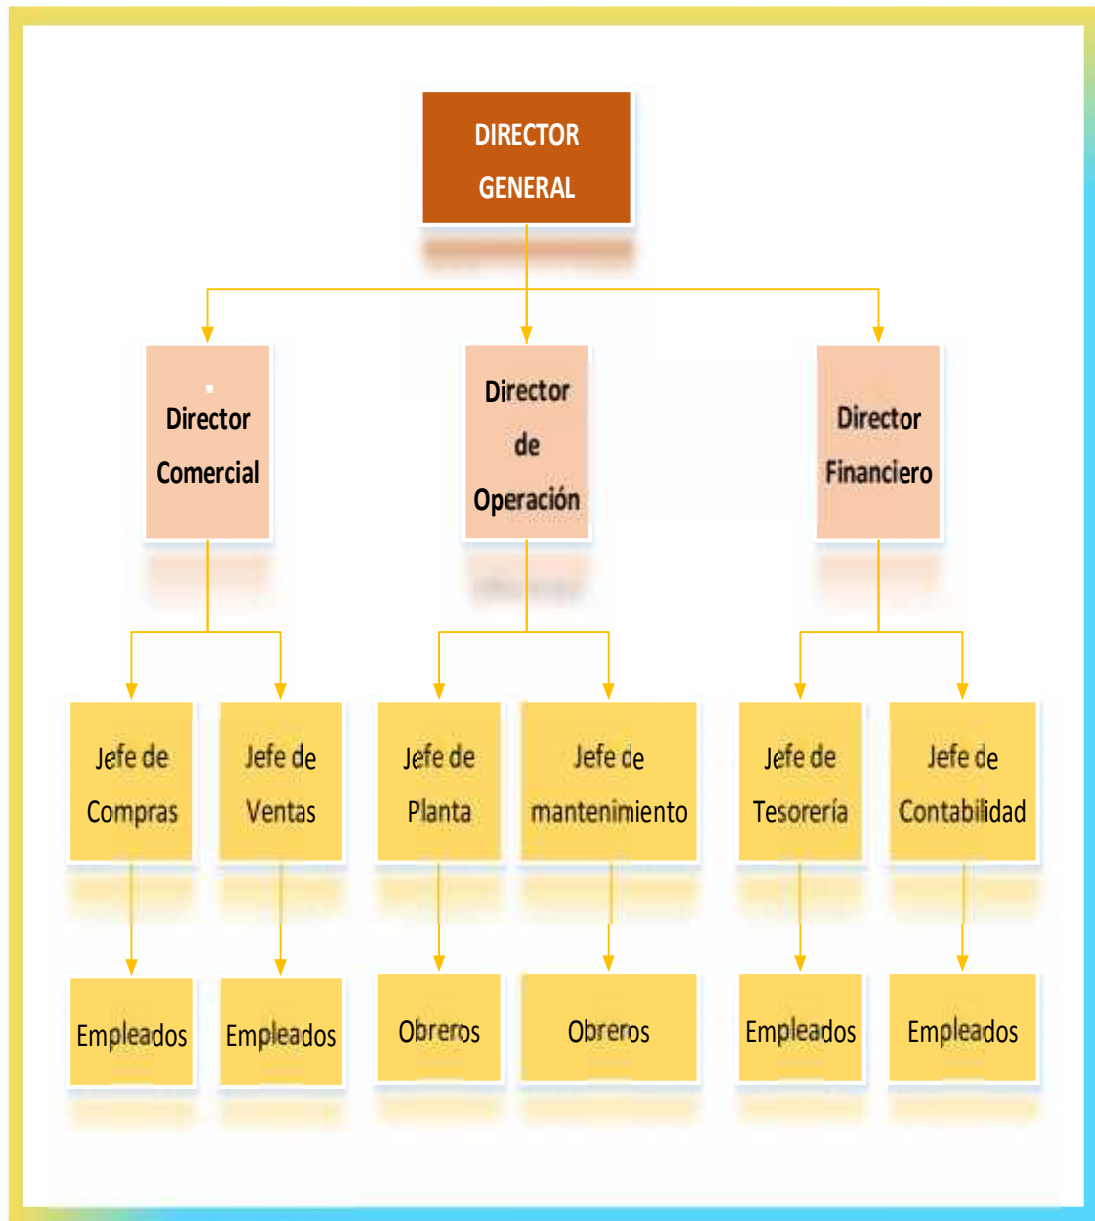 DIRECTOR
GENERAL
Director
Comercial
Director
de
Operación
Director
Financiero
Jefe de
Compras
Jefe de
Ventas
Jefe de
Planta
Jefe de
mantenimiento
Jefe de
Tesorería
Jefe de
Contabilidad
Empleados
Empleados
Obreros
Obreros
Empleados
Empleados